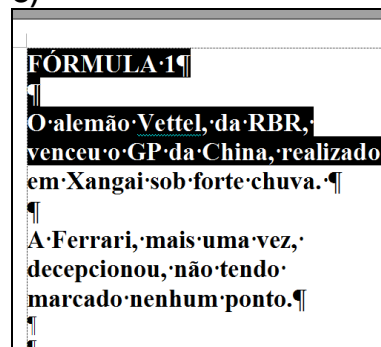 FÓRMULA·1¶
¶
O·alemão·Vettel,·da·RBR,·
venceu·o·GP·da·China,·realizado
em·Xangai·sob·forte·chuva.·¶
¶
A·Ferrari,·mais·uma·vez,·
decepcionou,·não·tendo·
marcado·nenhum·ponto.¶
¶
¶